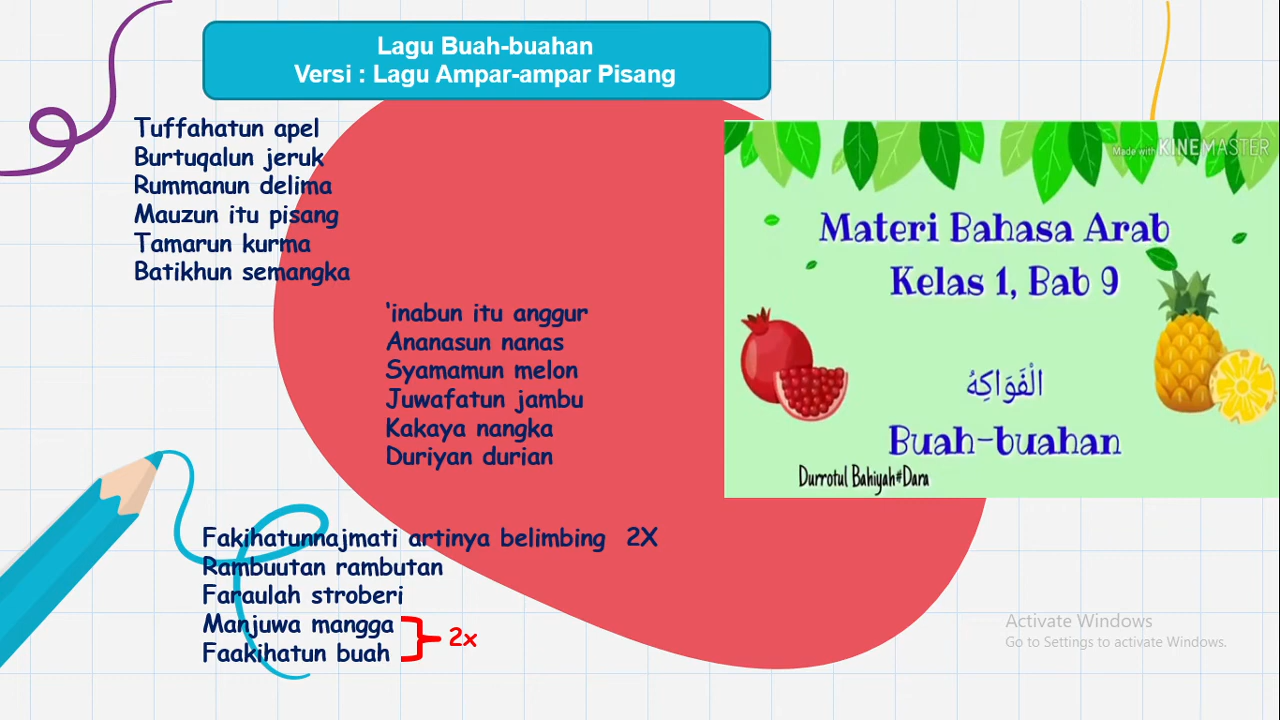 Lagu Buah-buahan
Versi : Lagu Ampar-ampar Pisang
Tuffahatun apel
Burtuqalun jeruk
Rummanun delima
Mauzun itu pisang
Tamarun kurma
Batikhun semangka
‘inabun itu anggur
Ananasun nanas
Syamamun melon
Juwafatun jambu
Kakaya nangka
Duriyan durian
Fakihatunnajmati artinya belimbing 2X
Rambuutan rambutan
Faraulah stroberi
Manjuwa mangga
Faakihatun buah
2x
Made with KINEMASTER
Materi Bahasa Arab
Kelas 1, Bab 9
الْفَوَاكِهُ
Buah-buahan
Durrotul Bahiyah#Dara
Activate Windows
Go to Settings to activate Windows.